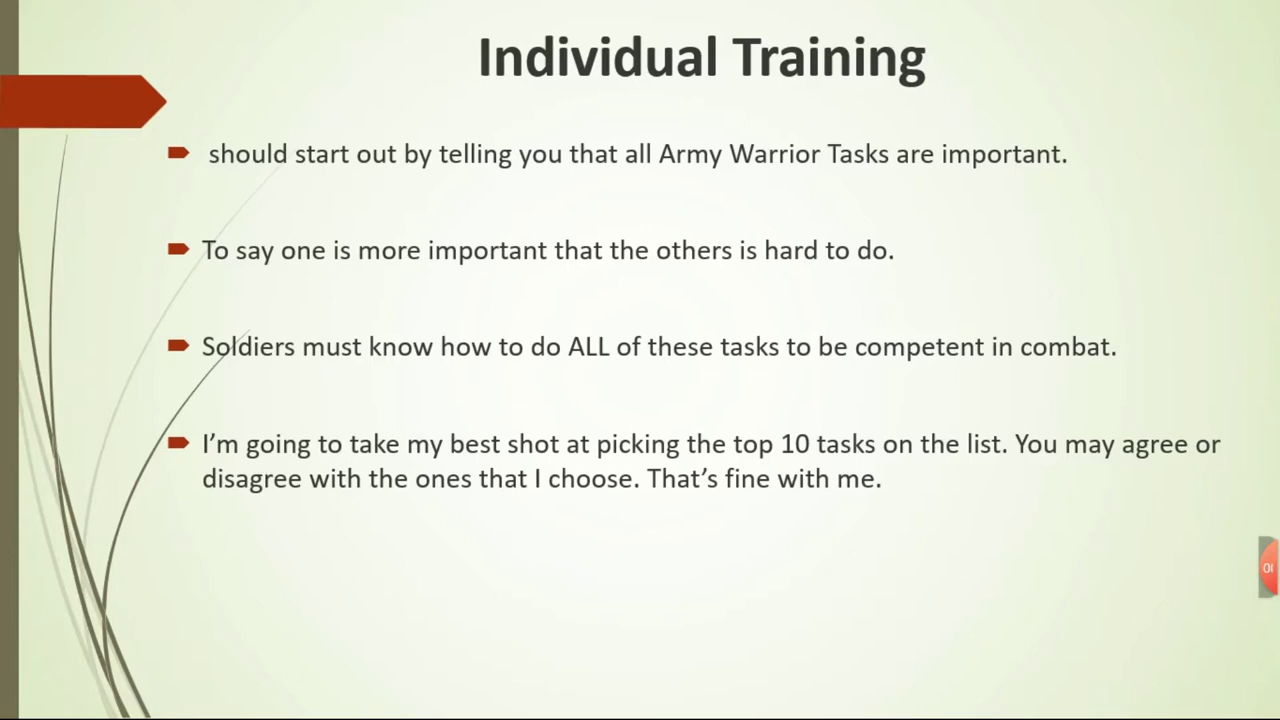 Individual Training
should start out by telling you that all Army Warrior Tasks are important.
To say one is more important that the others is hard to do.
Soldiers must know how to do ALL of these tasks to be competent in combat.
I’m going to take my best shot at picking the top 10 tasks on the list. You may agree or
disagree with the ones that I choose. That’s fine with me.